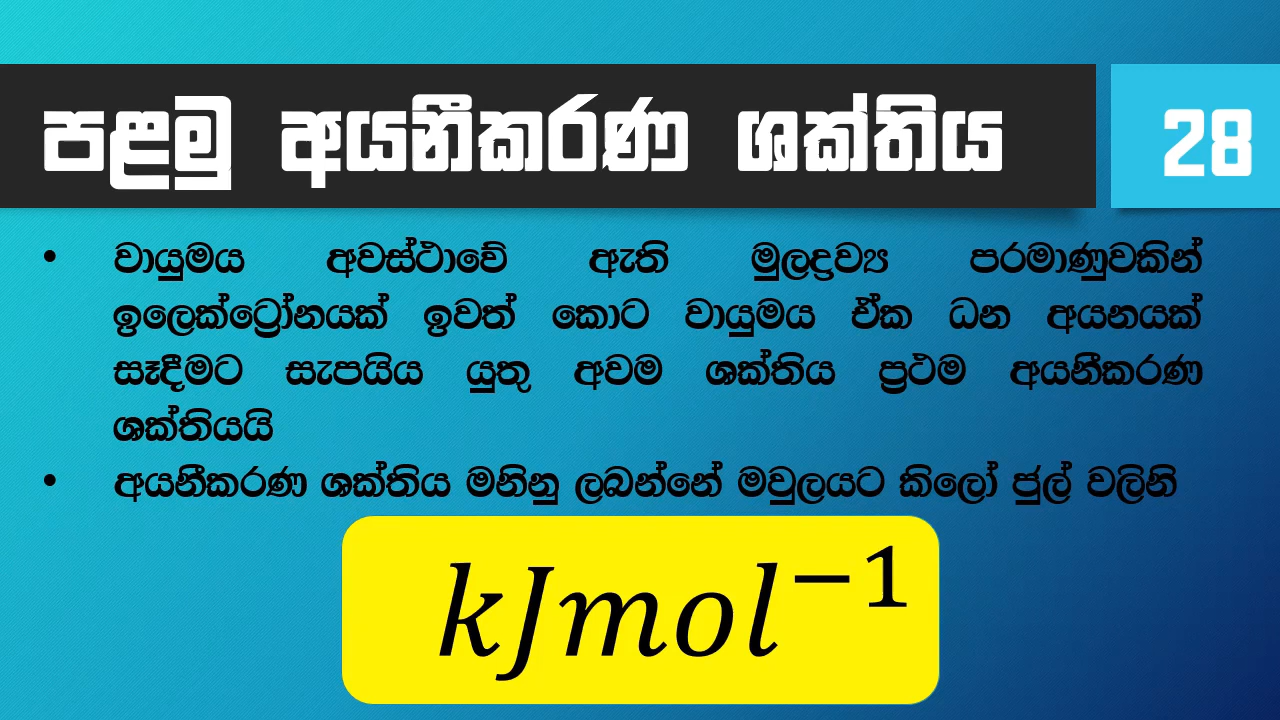 පළමු අයනීකරණ ශක්තිය
28
• වායුමය අවස්ථාවේ ඇති මුලද්‍රව්‍ය පරමාණුවකින්
ඉලෙක්ට්‍රෝනයක් ඉවත් කොට වායුමය ඒක ධන අයනයක්
සෑදීමට සැපයිය යුතු අවම ශක්තිය ප්‍රථම අයනීකරණ
ශක්තියයි
• අයනීකරණ ශක්තිය මනිනු ලබන්නේ මවුලයට කිලෝ ජුල් වලිනි
kJmol⁻¹